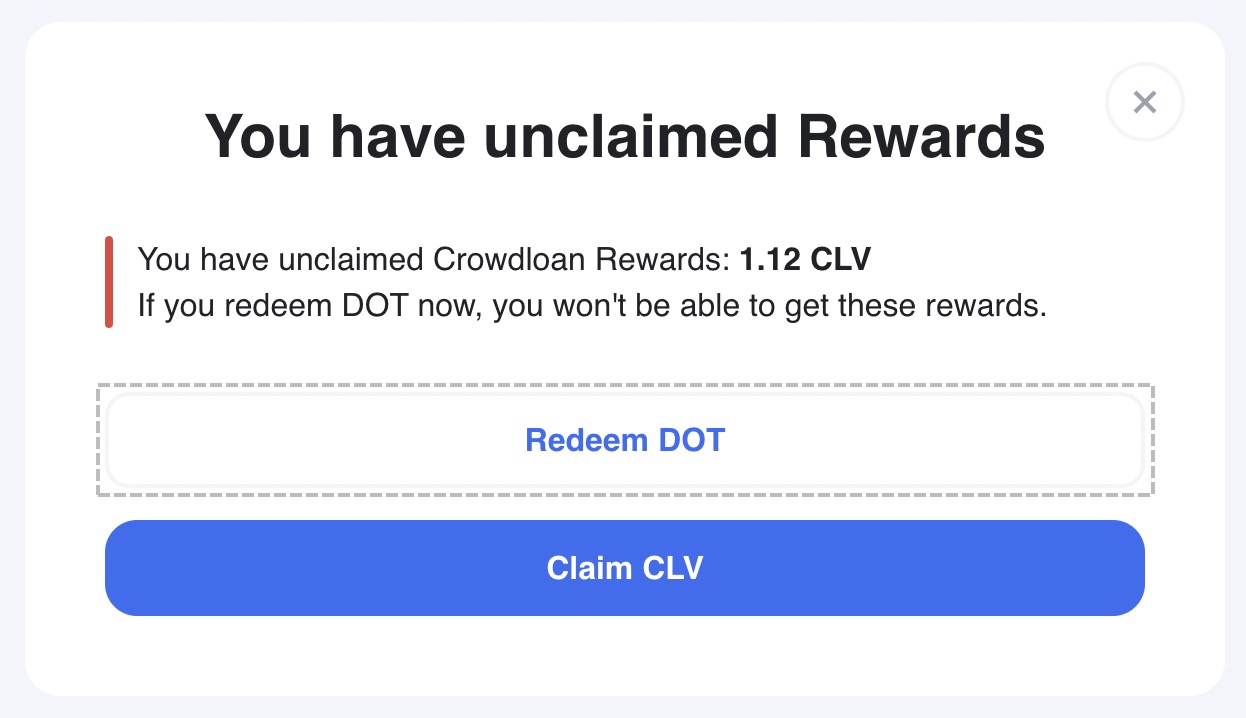 You have unclaimed Rewards
You have unclaimed Crowdloan Rewards: 1.12 CLV
If you redeem DOT now, you won't be able to get these rewards.
Redeem DOT
Claim CLV